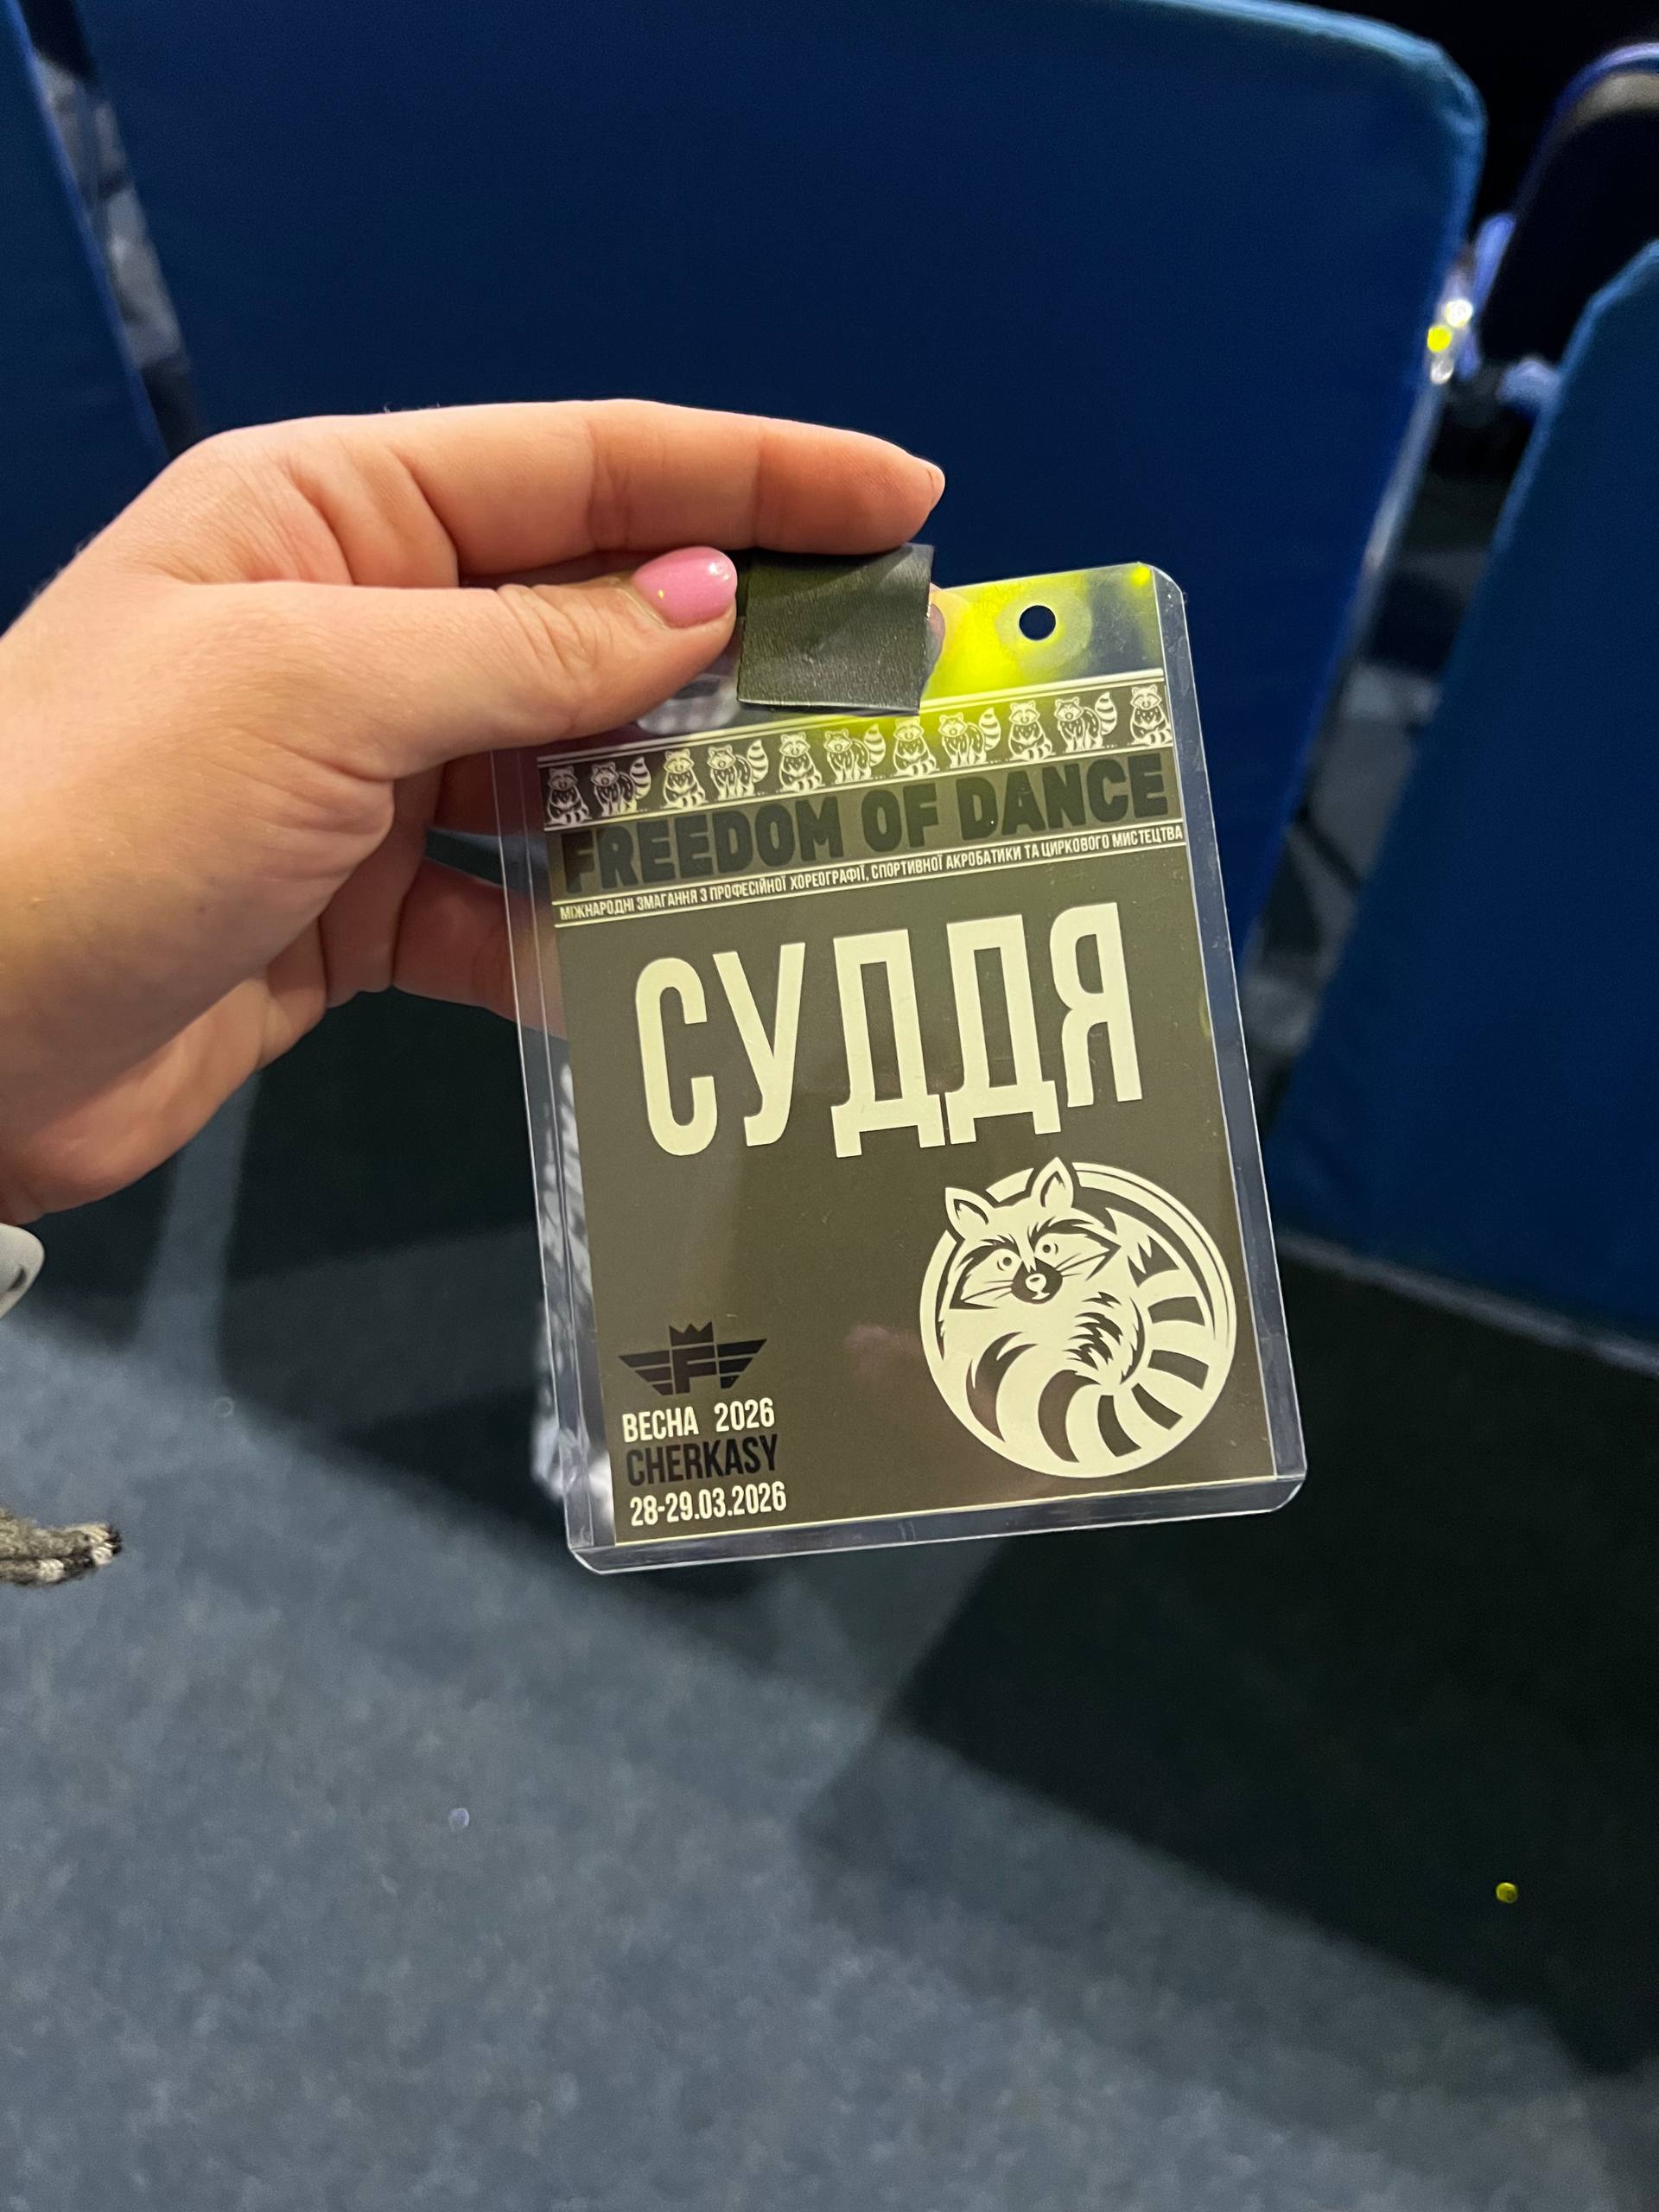 FREEDOM OF DANCE
МІЖНАРОДНІ ЗМАГАННЯ З ПРОФЕСІЙНОЇ ХОРЕОГРАФІЇ, СПОРТИВНОЇ АКРОБАТИКИ ТА ЦИРКОВОГО МИСТЕЦТВА
СУДДЯ
F
ВЕСНА 2026
CHERKASY
28-29.03.2026